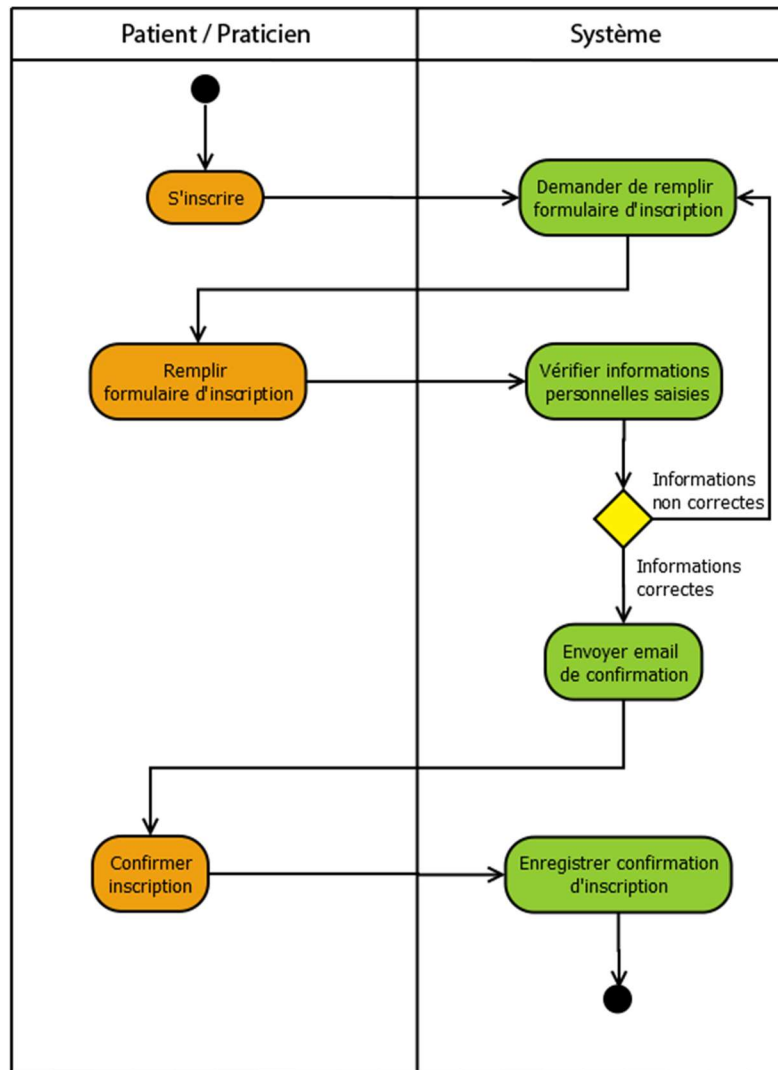 Patient / Praticien
Système
S'inscrire
Demander de remplir
formulaire d'inscription
Remplir
formulaire d'inscription
Vérifier informations
personnelles saisies
Informations
non correctes
Informations
correctes
Envoyer email
de confirmation
Confirmer
inscription
Enregistrer confirmation
d'inscription